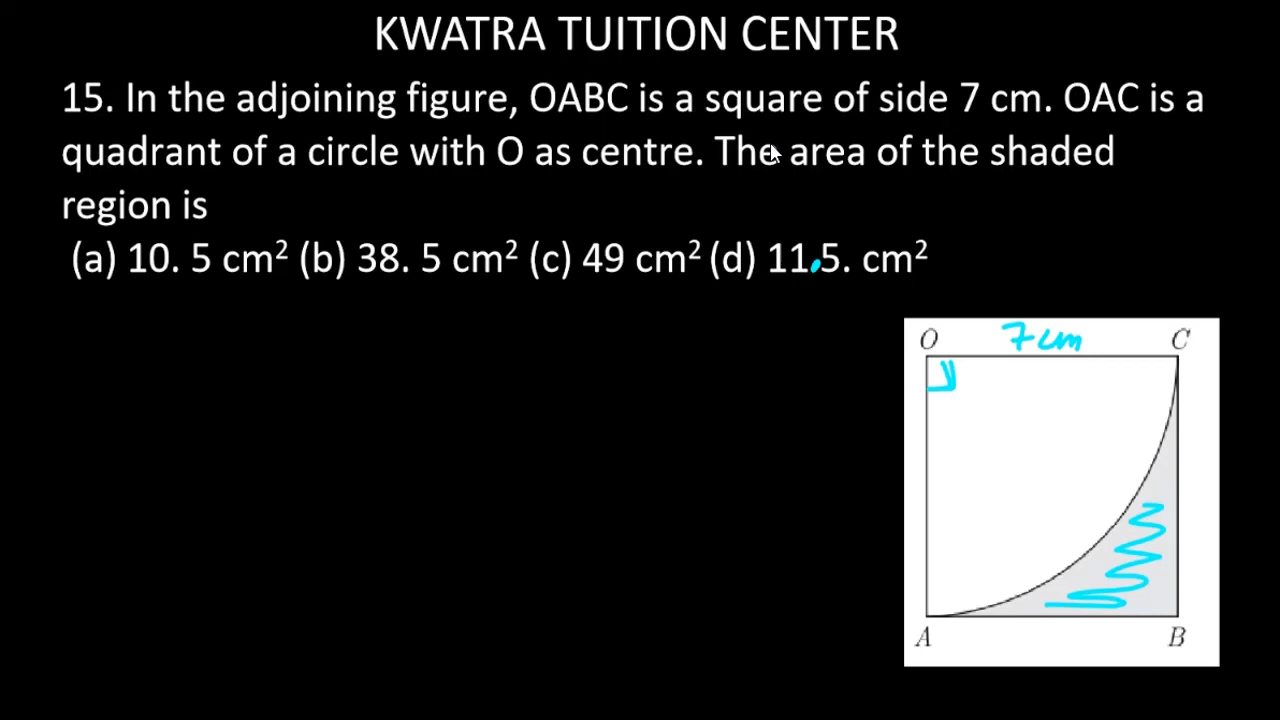 KWATRA TUITION CENTER
15. In the adjoining figure, OABC is a square of side 7 cm. OAC is a
quadrant of a circle with O as centre. The area of the shaded
region is
(a) 10. 5 cm² (b) 38. 5 cm² (c) 49 cm² (d) 11.5. cm²
O 7cm C
A B